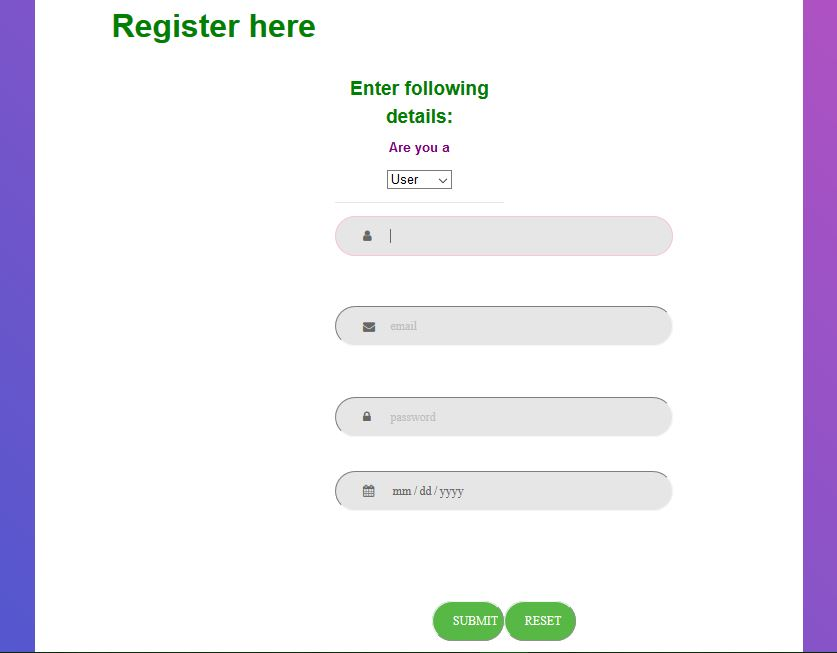 Register here
Enter following
details:
Are you a
User
email
password
mm / dd / yyyy
SUBMIT RESET